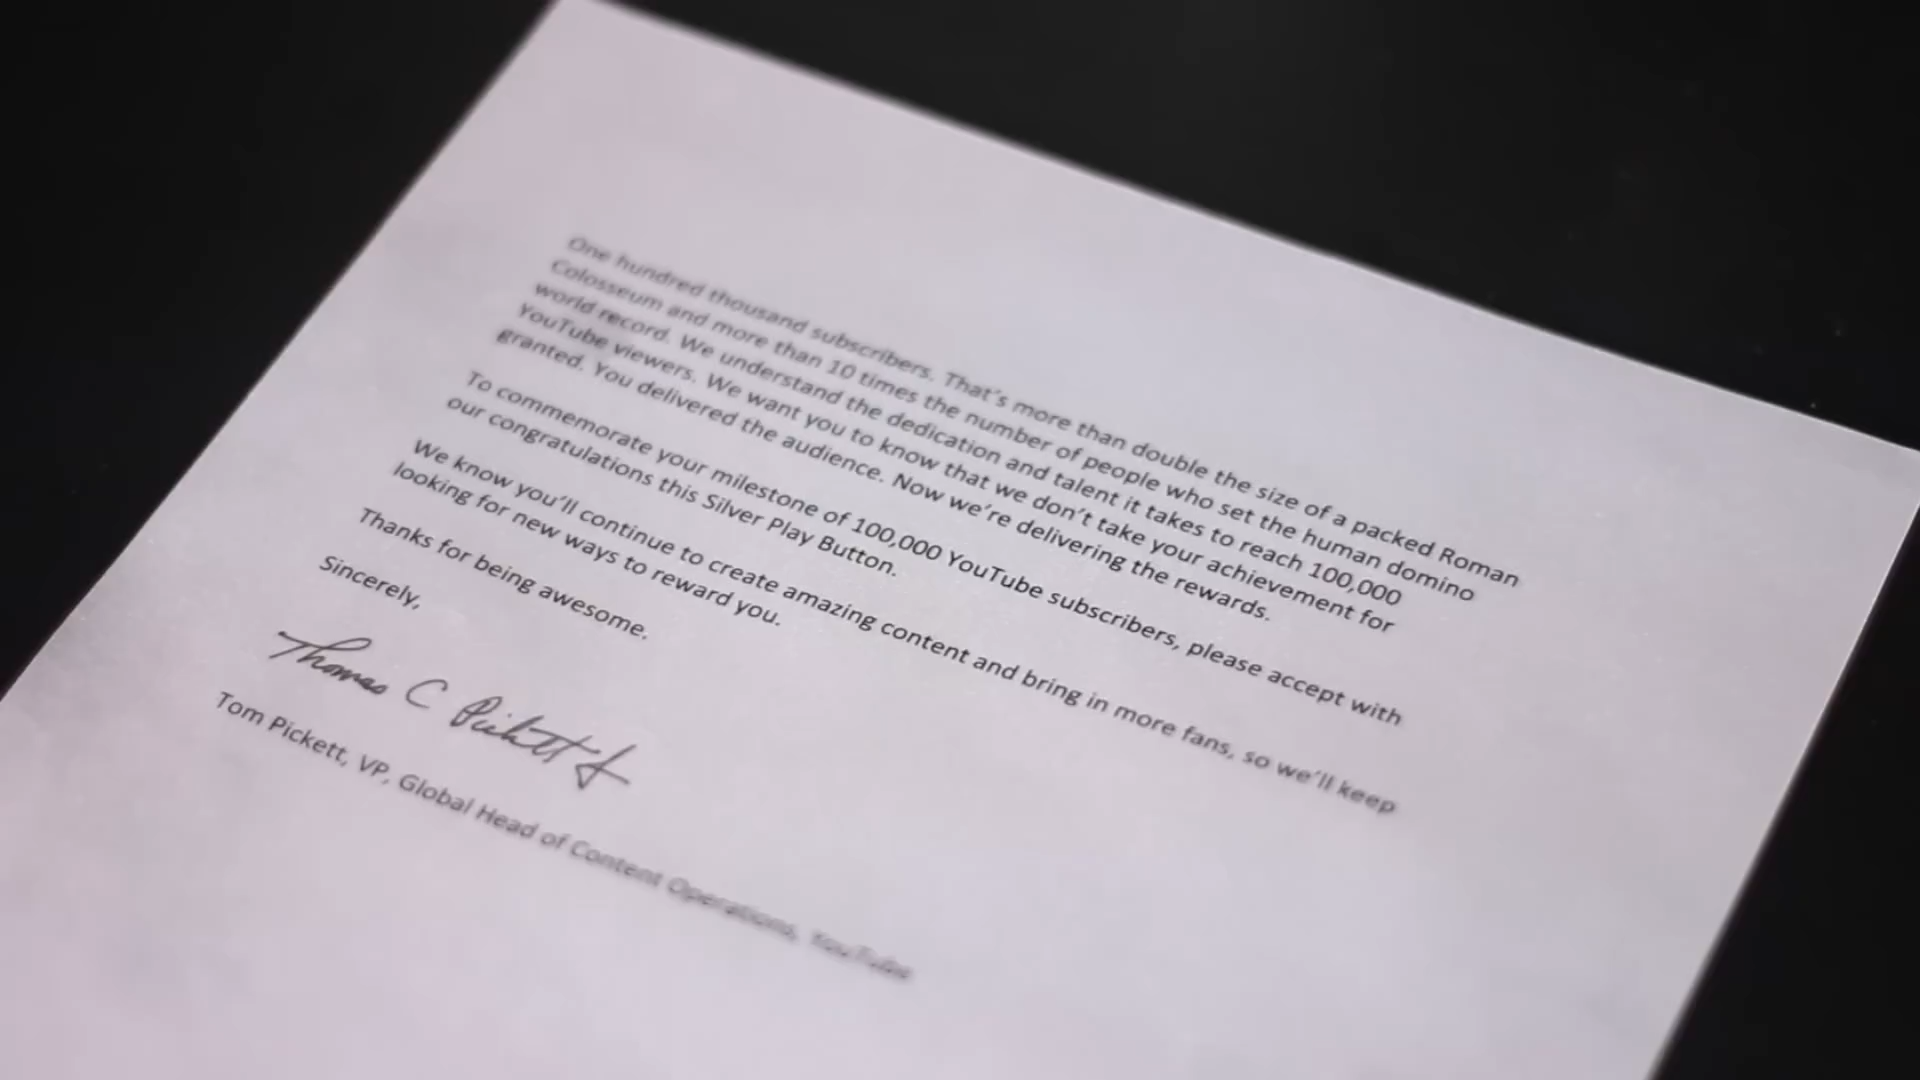 One hundred thousand subscribers. That's more than double the size of a packed Roman
Colosseum and more than 10 times the number of people who set the human domino
world record. We understand the dedication and talent it takes to reach 100,000
YouTube viewers. We want you to know that we don't take your achievement for
granted. You delivered the audience. Now we're delivering the rewards.
To commemorate your milestone of 100,000 YouTube subscribers, please accept with
our congratulations this Silver Play Button.
We know you'll continue to create amazing content and bring in more fans, so we'll keep
looking for new ways to reward you.
Thanks for being awesome.
Sincerely,
Thomas C Pickett Jr
Tom Pickett, VP, Global Head of Content Operations, YouTube